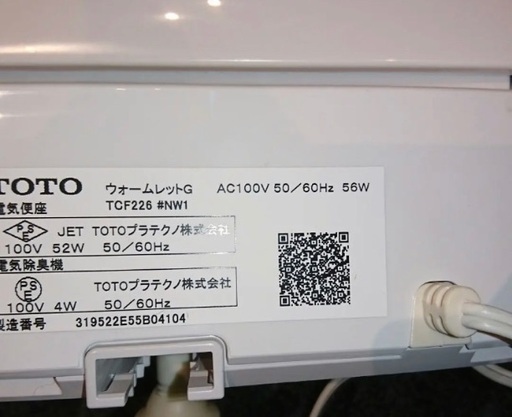 TOTO ウォームレットG AC100V 50/60Hz 56W
電気便座 TCF226 #NW1
PSE JET TOTOプラテクノ株式会社
100V 52W 50/60Hz
電気除臭機
PSE TOTOプラテクノ株式会社
100V 4W 50/60Hz
製造番号 319522E55B04104